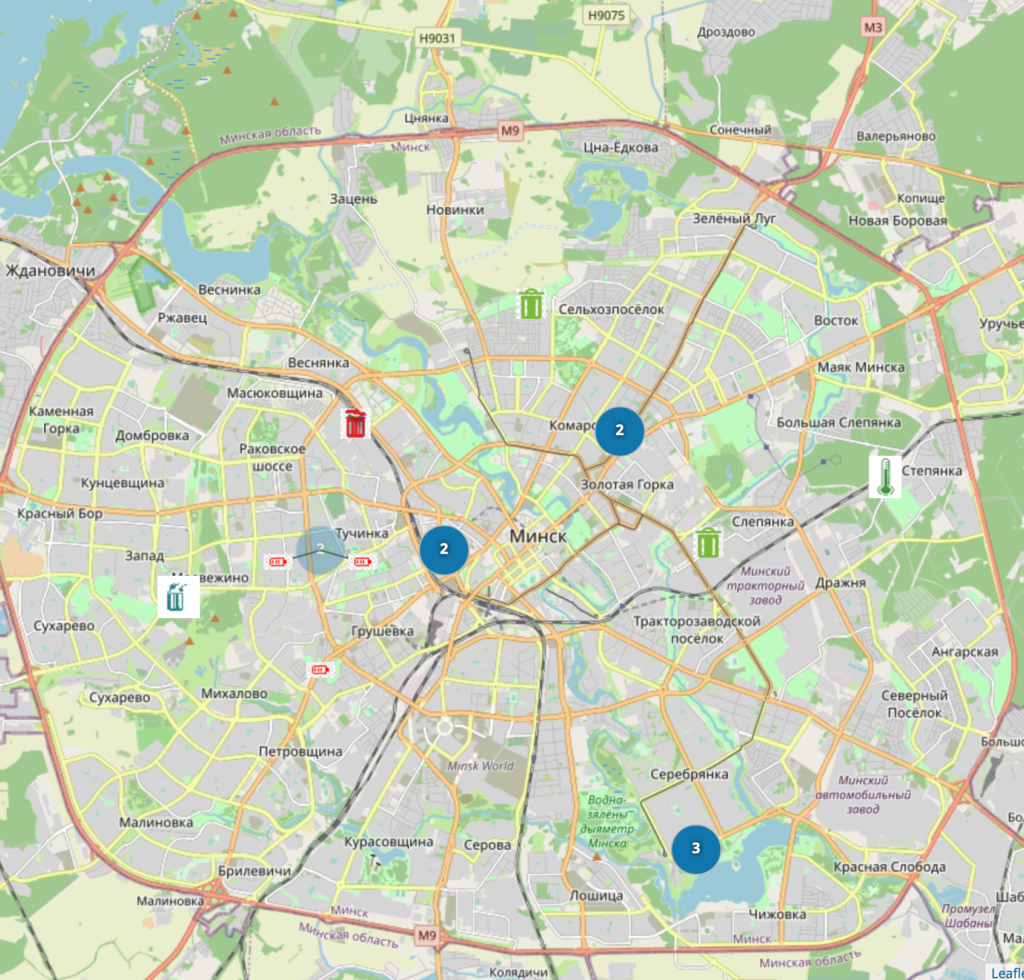 H9075
H9031
M3
Дроздово
Цнянка
M9
Минская область
Минск
Цна-Ёдкова
Сонечный
Валерьяново
Зацень
Новинки
Копище
Зелёный Луг
Новая Боровая
Ждановичи
Веснинка
Ржавец
Сельхозпосёлок
Восток
Уручье
Веснянка
Маяк Минска
Масюковщина
Каменная
Горка
Домбровка
Комаро
2
Большая Слепянка
Раковское
шоссе
Кунцевщина
Золотая Горка
Степянка
Красный Бор
Слепянка
Тучинка
Минск
2
2
Запад
Медвежино
Минский
тракторный
завод
Дражня
Сухарево
Грушевка
Тракторозаводской
посёлок
Ангарская
Сухарево
Михалово
Северный
Посёлок
Петровщина
Minsk World
Большо
Серебрянка
Минский
автомобильный
завод
Водна-
зялены
дыяметр
Мінска
Малиновка
Курасовщина
Серова
3
Красная Слобода
Брилевичи
Малиновка
Лошица
Чижовка
Шаб
Промузел
Шабаны
Минск
M9
Минская область
Минск
Минская область
Колядичи
Leafl